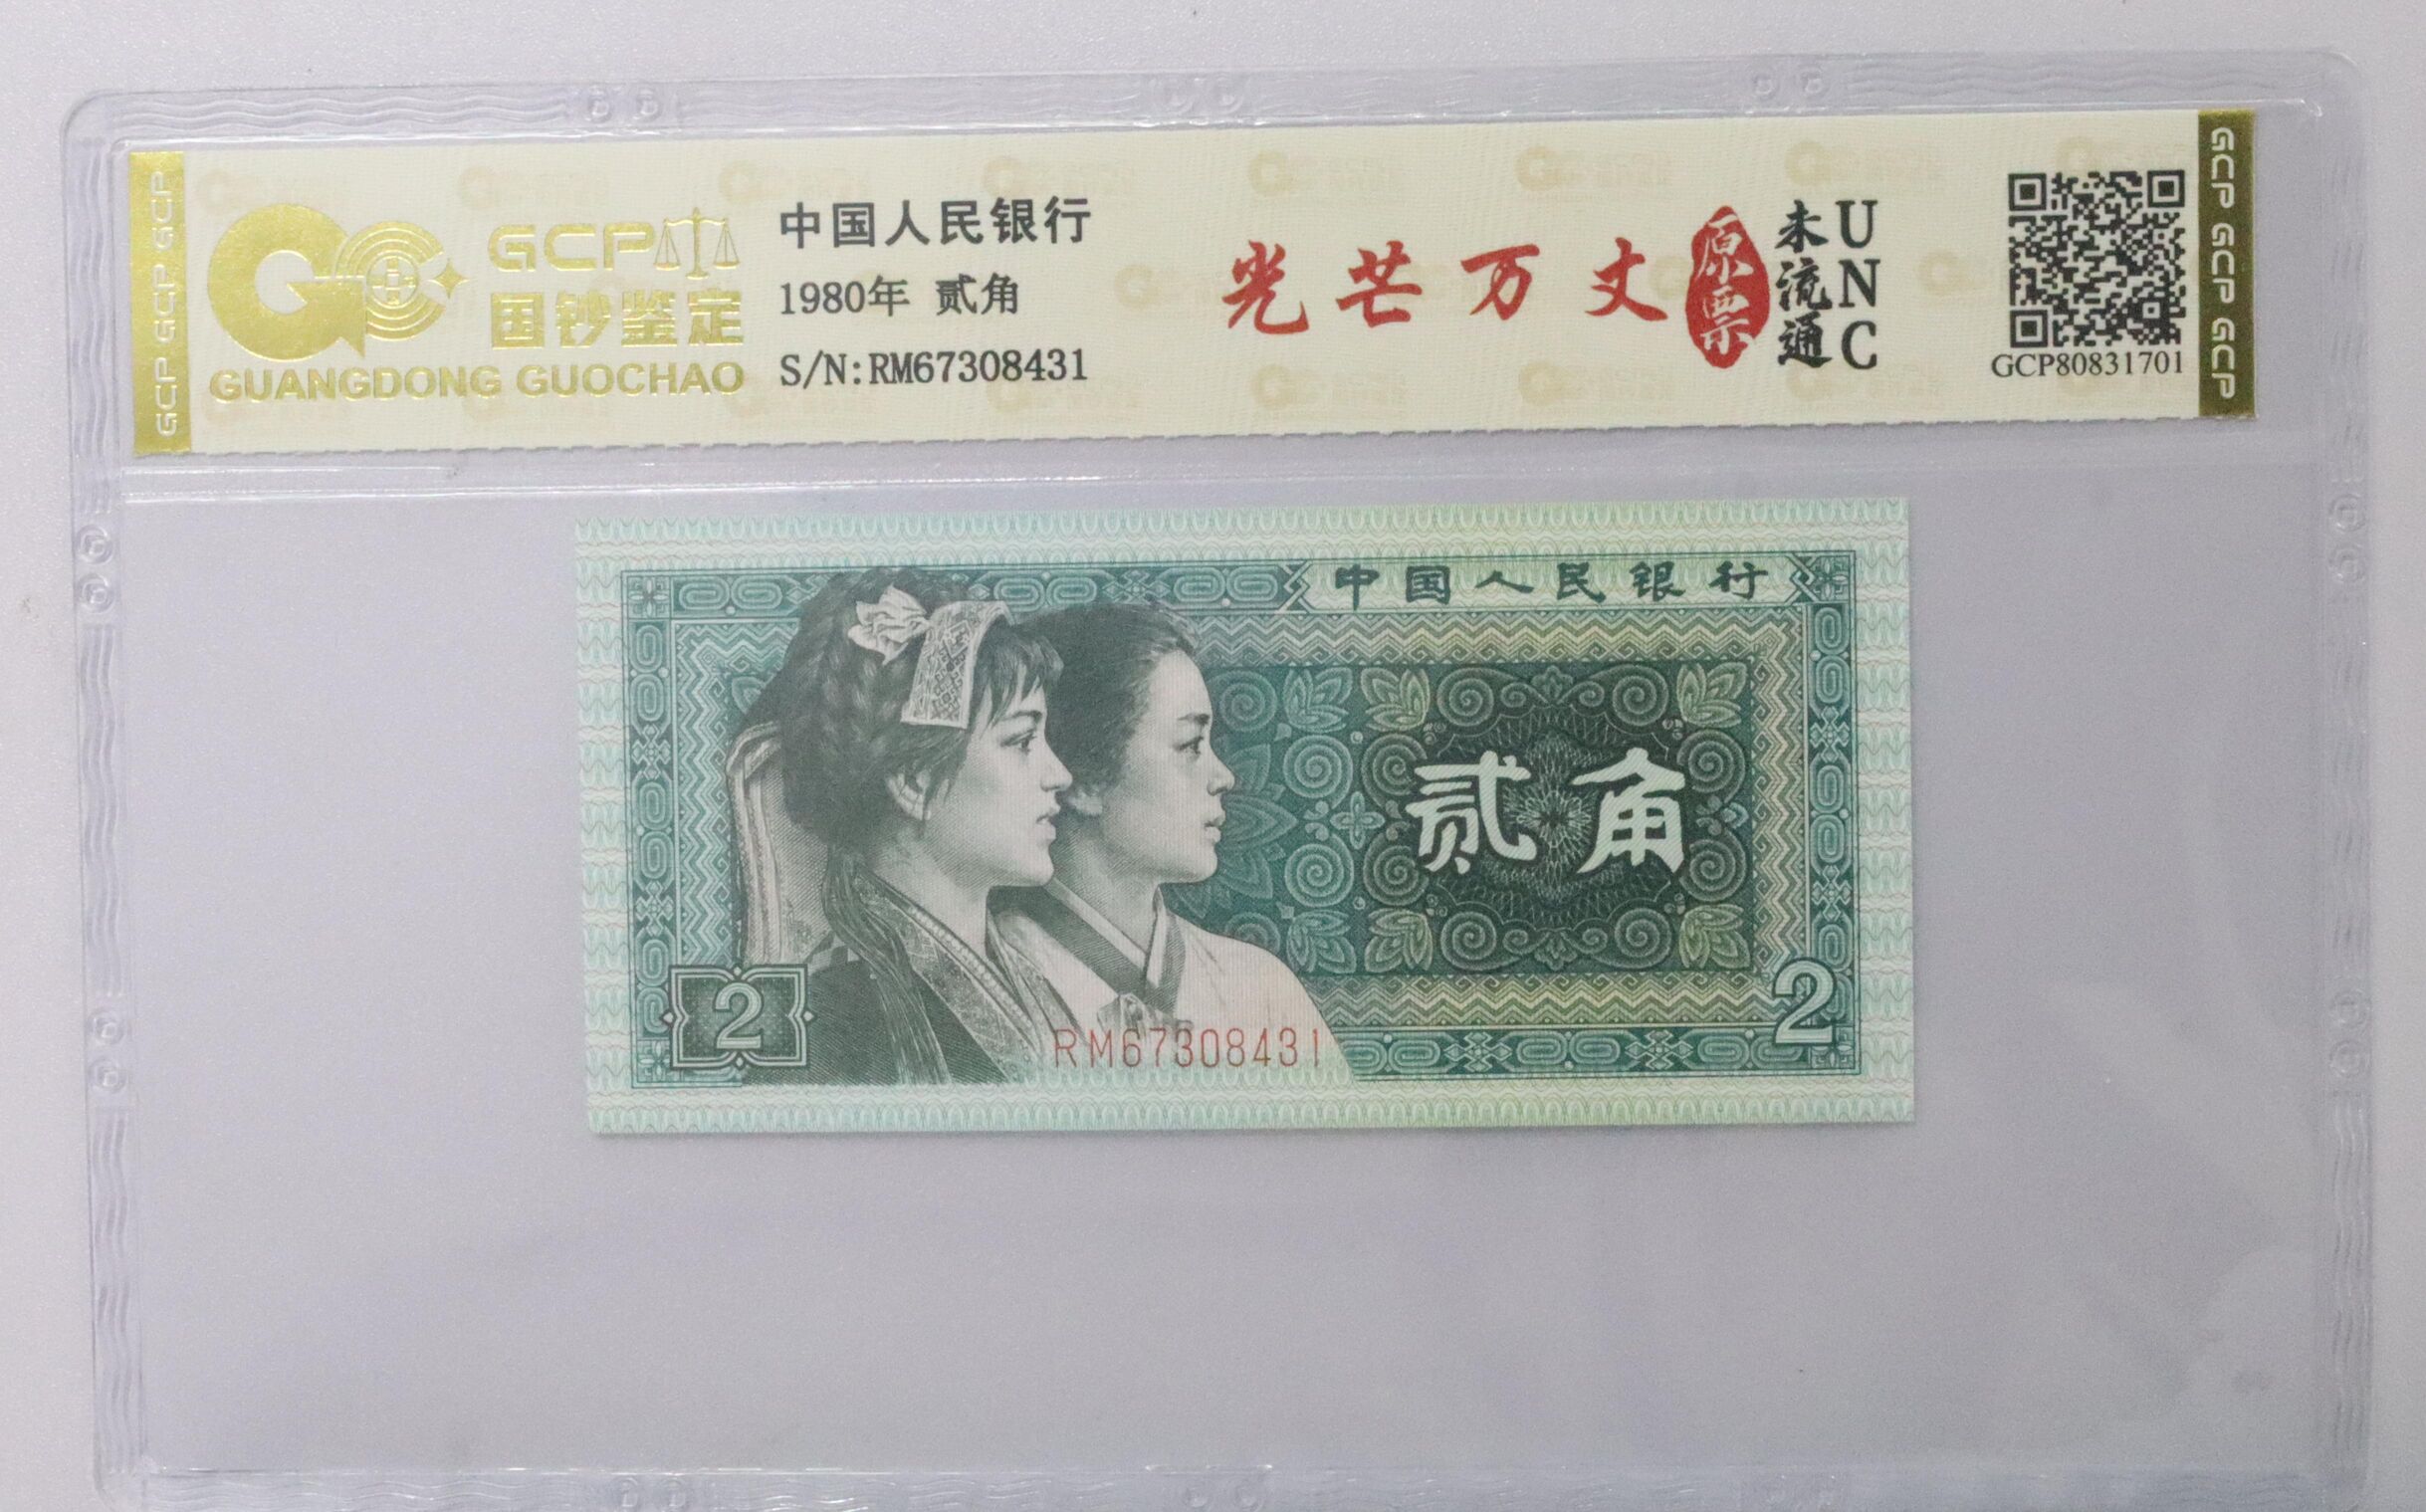 GCP GCP GCP
GCP
国钞鉴定
GUANGDONG GUOCHAO
中国人民银行
1980年 贰角
S/N:RM67308431
光芒万丈
原票
未流通
UNC
GCP80831701
GCP GCP GCP
中国人民银行
贰角
2
2
RM67308431